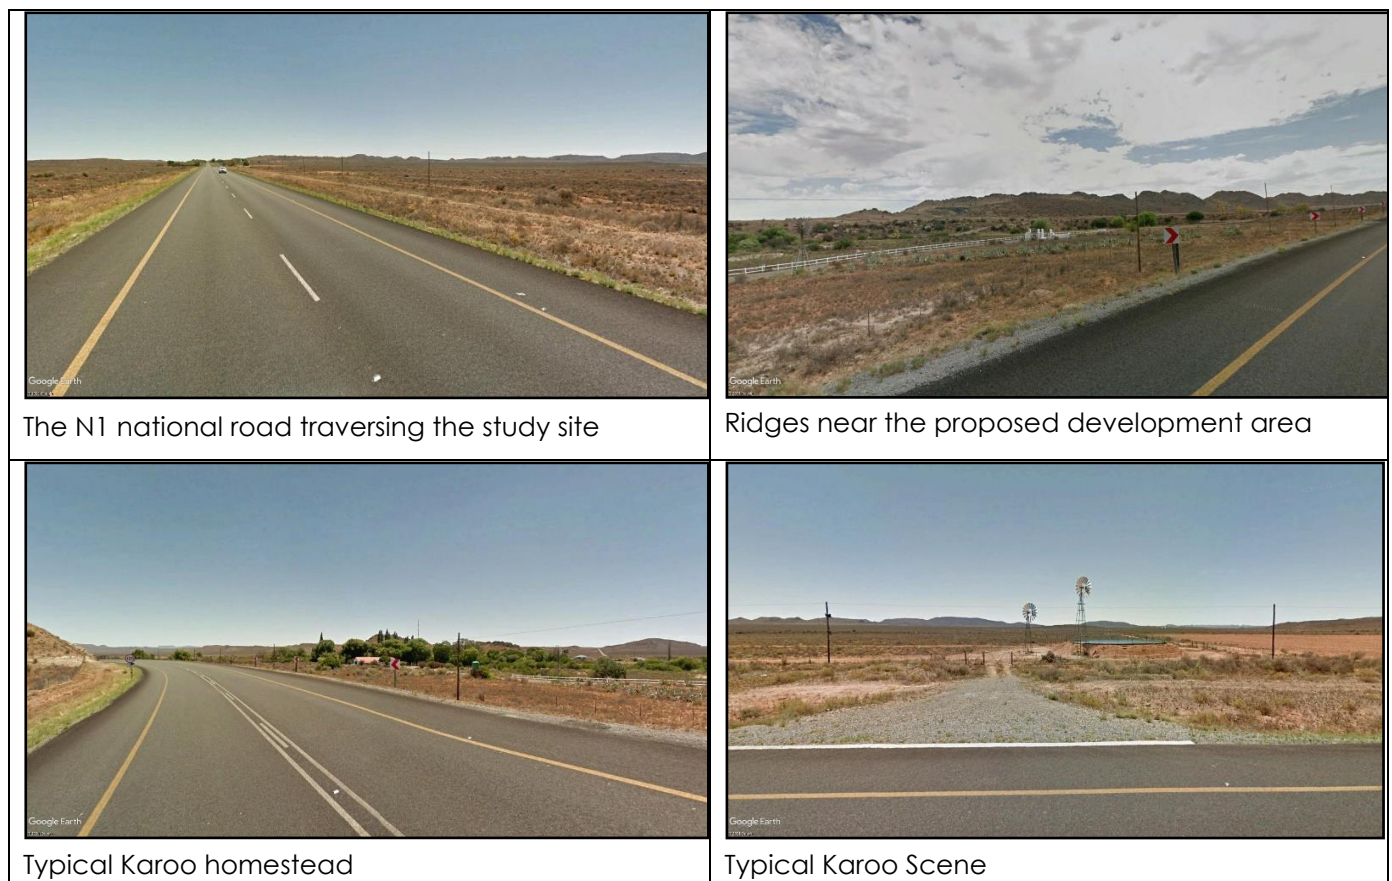 Google Earth
Google Earth
The N1 national road traversing the study site
Ridges near the proposed development area
Google Earth
Google Earth
Typical Karoo homestead
Typical Karoo Scene